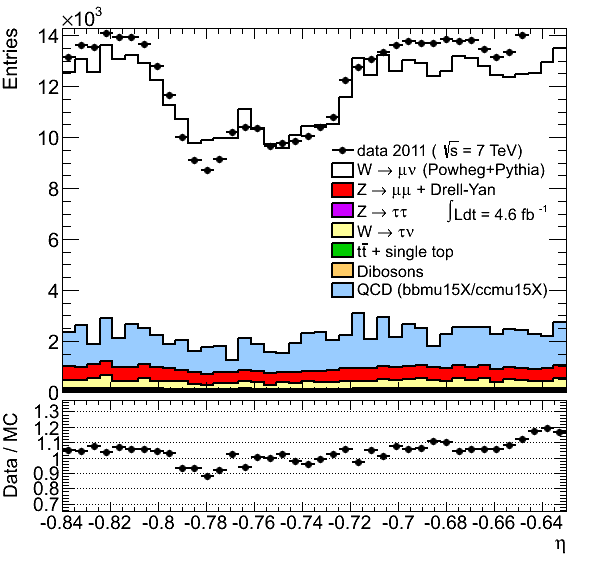 ×10³
Entries
14
12
10
8
6
4
2
0
data 2011 ( √s = 7 TeV)
W → μν (Powheg+Pythia)
Z → μμ + Drell-Yan
Z → ττ ∫Ldt = 4.6 fb⁻¹
W → τν
tt̅ + single top
Dibosons
QCD (bbmu15X/ccmu15X)
Data / MC
1.3
1.2
1.1
1
0.9
0.8
0.7
-0.84 -0.82 -0.8 -0.78 -0.76 -0.74 -0.72 -0.7 -0.68 -0.66 -0.64
η